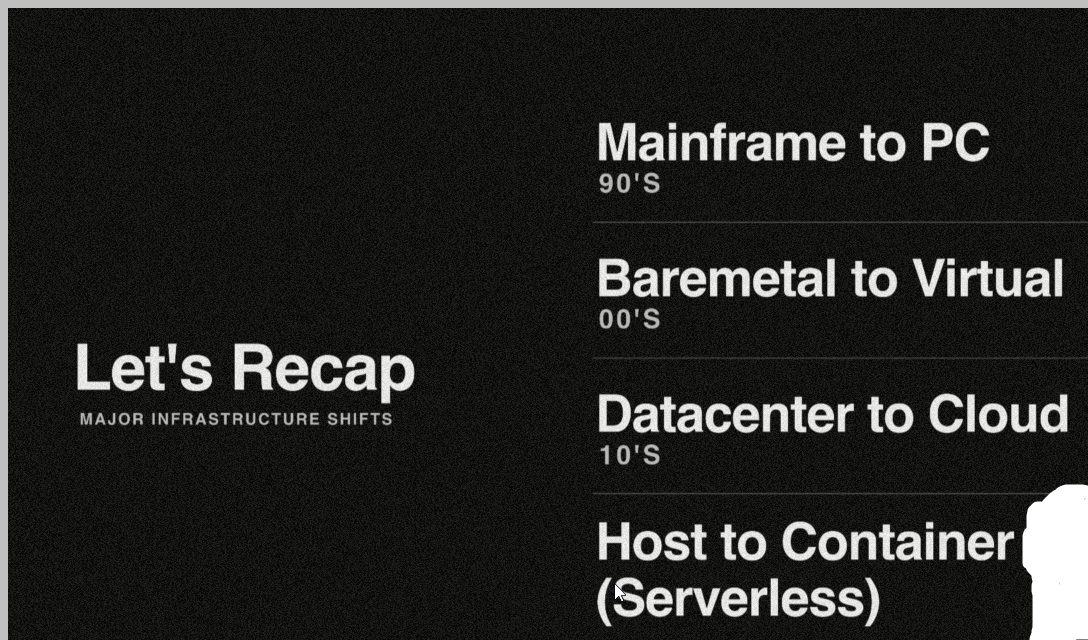 Let's Recap
MAJOR INFRASTRUCTURE SHIFTS
Mainframe to PC
90'S
Baremetal to Virtual
00'S
Datacenter to Cloud
10'S
Host to Container
(Serverless)